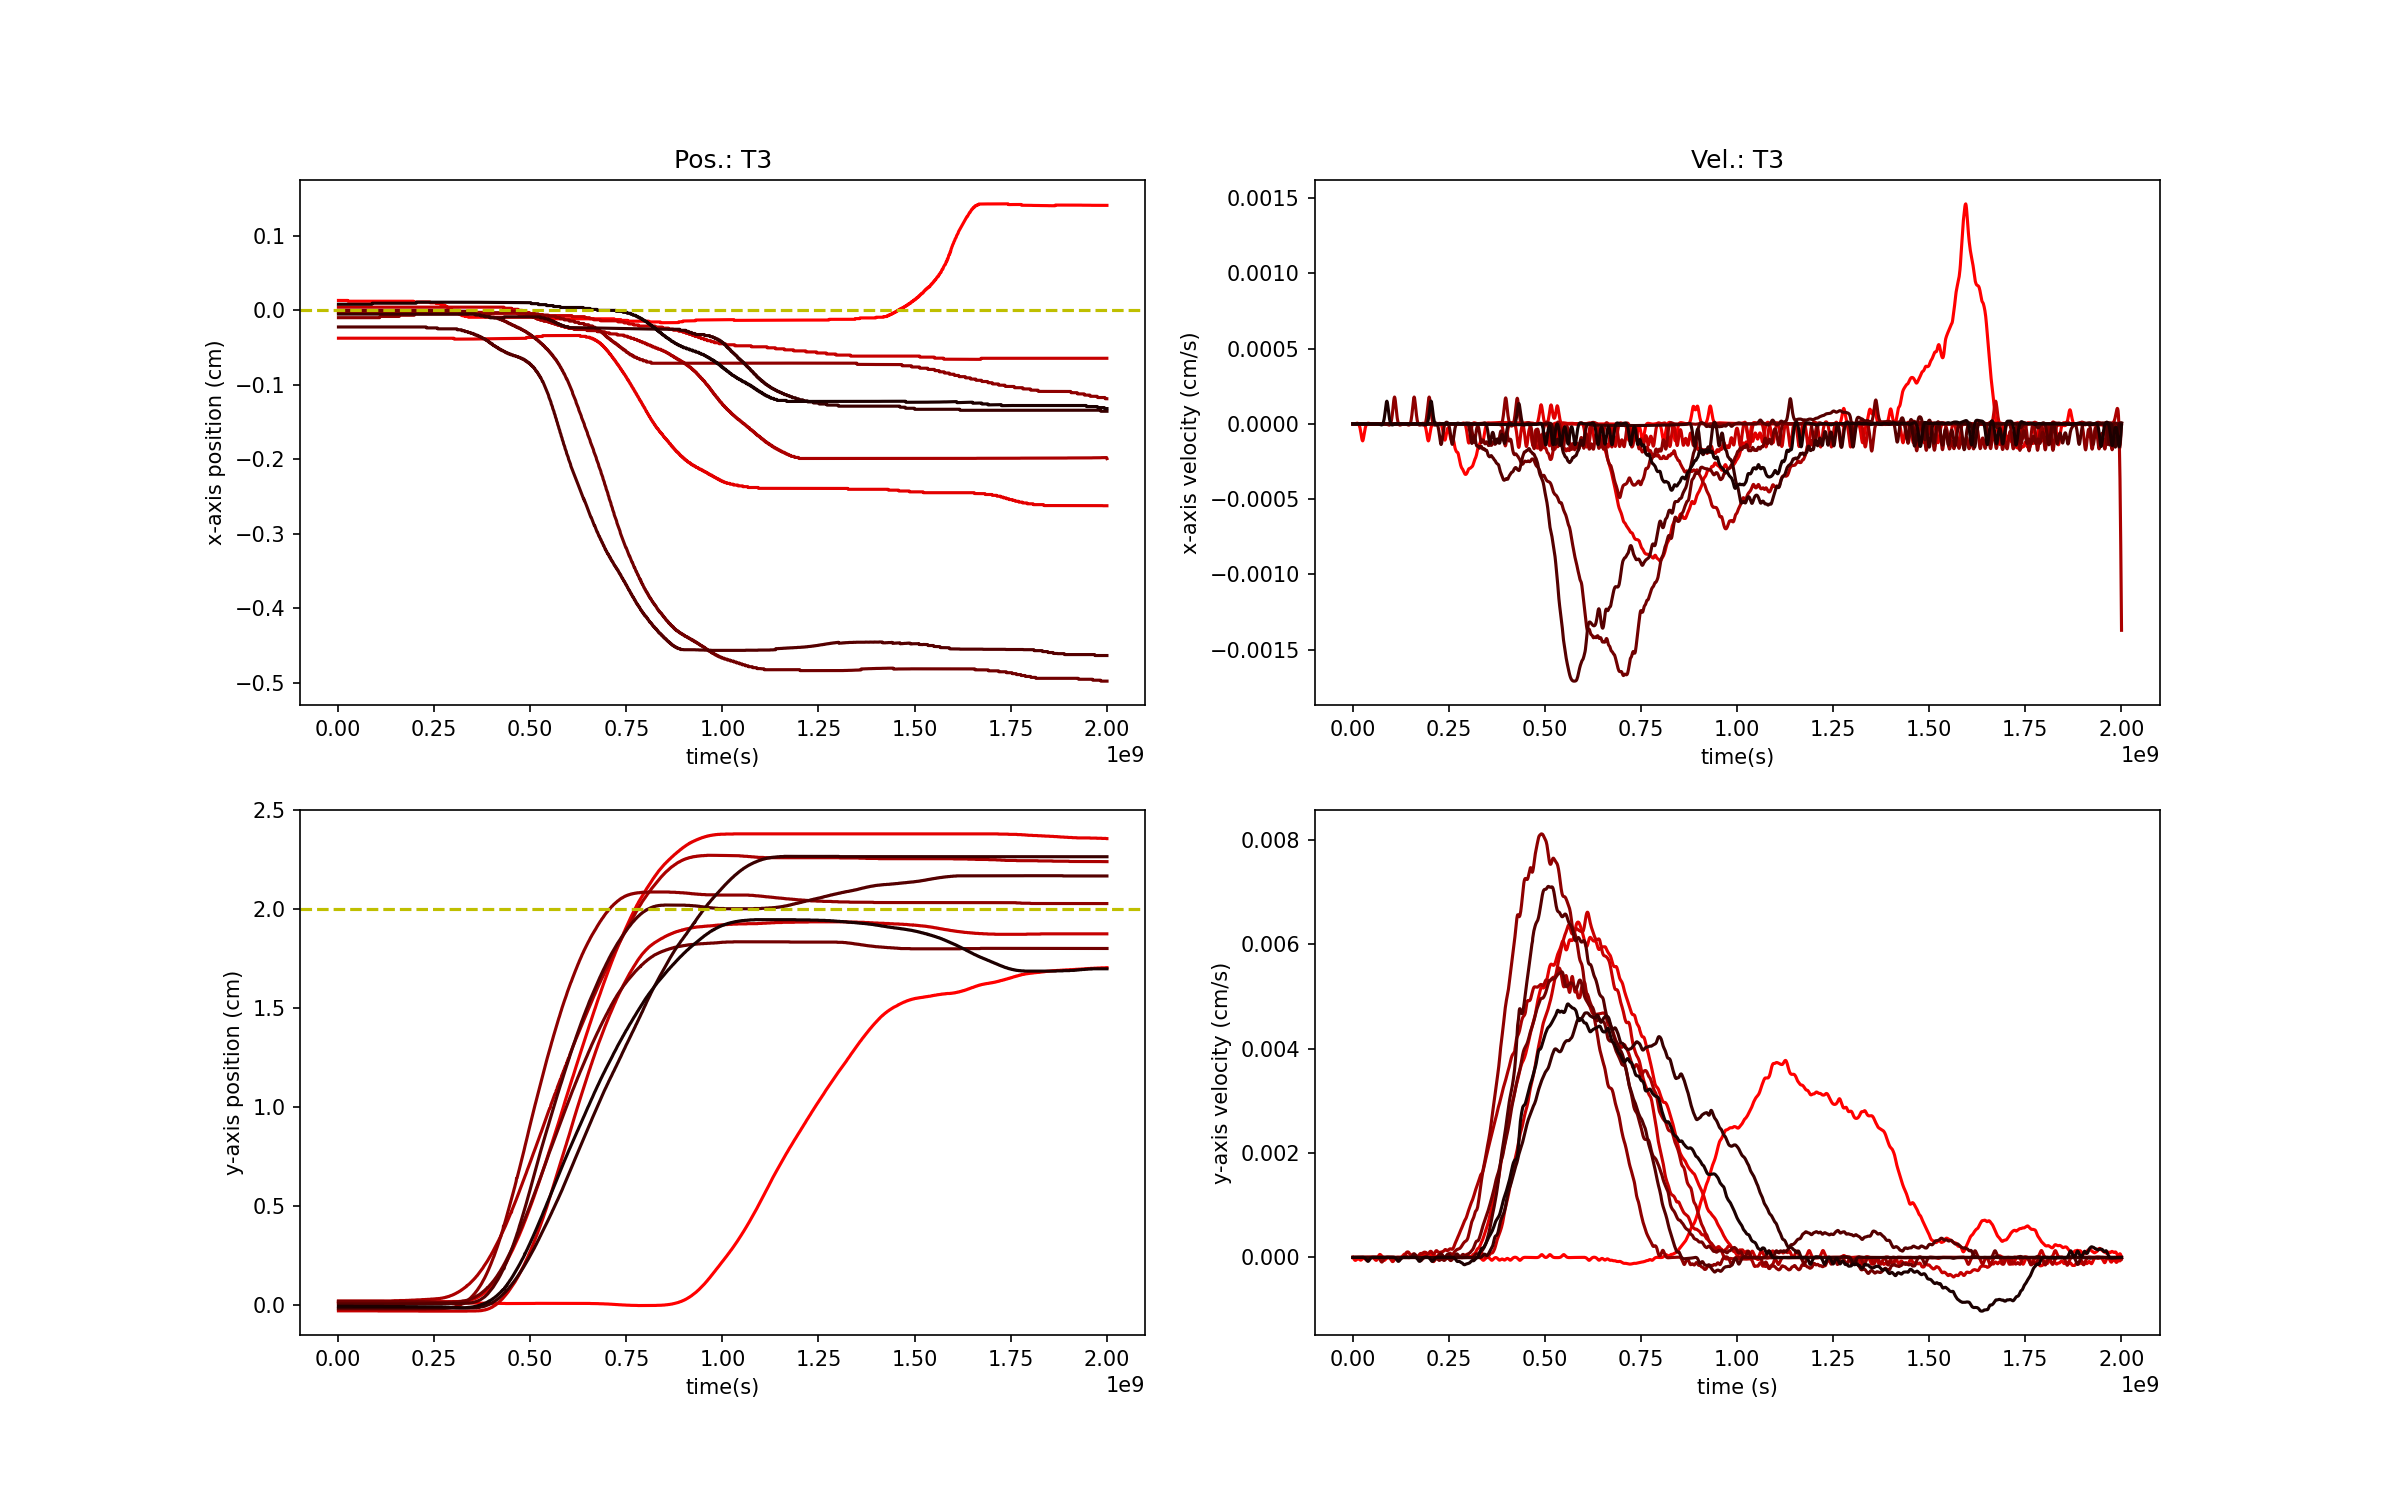 Pos.: T3
Vel.: T3
x-axis position (cm)
0.1
0.0
−0.1
−0.2
−0.3
−0.4
−0.5
0.00 0.25 0.50 0.75 1.00 1.25 1.50 1.75 2.00
time(s)
1e9
x-axis velocity (cm/s)
0.0015
0.0010
0.0005
0.0000
−0.0005
−0.0010
−0.0015
0.00 0.25 0.50 0.75 1.00 1.25 1.50 1.75 2.00
time(s)
1e9
y-axis position (cm)
2.5
2.0
1.5
1.0
0.5
0.0
0.00 0.25 0.50 0.75 1.00 1.25 1.50 1.75 2.00
time(s)
1e9
y-axis velocity (cm/s)
0.008
0.006
0.004
0.002
0.000
0.00 0.25 0.50 0.75 1.00 1.25 1.50 1.75 2.00
time (s)
1e9